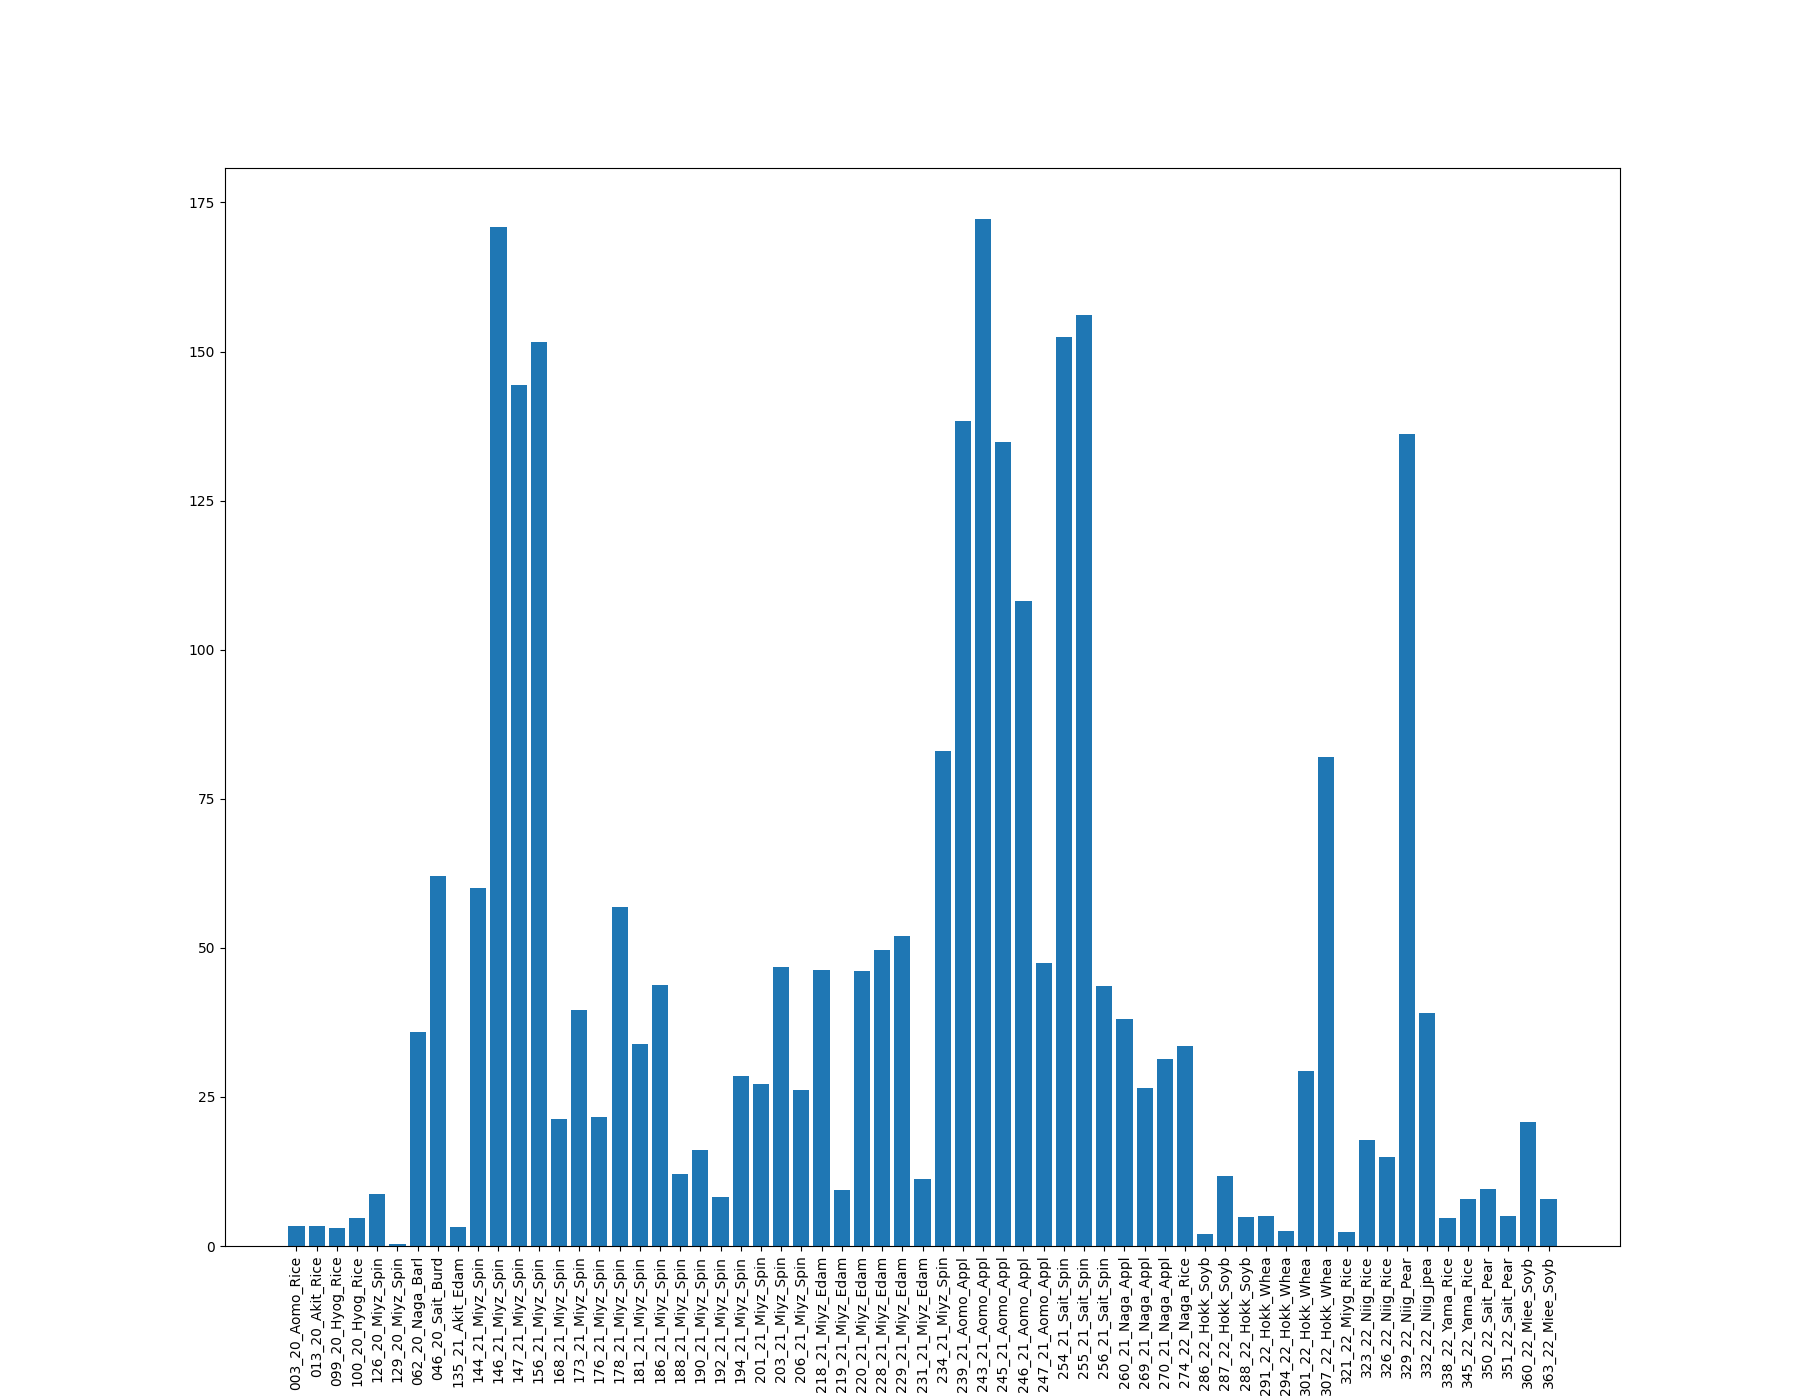 175
150
125
100
75
50
25
0
003_20_Aomo_Rice
013_20_Akit_Rice
099_20_Hyog_Rice
100_20_Hyog_Rice
126_20_Miyz_Spin
129_20_Miyz_Spin
062_20_Naga_Barl
046_20_Sait_Burd
135_21_Akit_Edam
144_21_Miyz_Spin
146_21_Miyz_Spin
147_21_Miyz_Spin
156_21_Miyz_Spin
168_21_Miyz_Spin
173_21_Miyz_Spin
176_21_Miyz_Spin
178_21_Miyz_Spin
181_21_Miyz_Spin
186_21_Miyz_Spin
188_21_Miyz_Spin
190_21_Miyz_Spin
192_21_Miyz_Spin
194_21_Miyz_Spin
201_21_Miyz_Spin
203_21_Miyz_Spin
206_21_Miyz_Spin
218_21_Miyz_Edam
219_21_Miyz_Edam
220_21_Miyz_Edam
228_21_Miyz_Edam
229_21_Miyz_Edam
231_21_Miyz_Edam
234_21_Miyz_Spin
239_21_Aomo_Appl
243_21_Aomo_Appl
245_21_Aomo_Appl
246_21_Aomo_Appl
247_21_Aomo_Appl
254_21_Sait_Spin
255_21_Sait_Spin
256_21_Sait_Spin
260_21_Naga_Appl
269_21_Naga_Appl
270_21_Naga_Appl
274_22_Naga_Rice
286_22_Hokk_Soyb
287_22_Hokk_Soyb
288_22_Hokk_Soyb
291_22_Hokk_Whea
294_22_Hokk_Whea
301_22_Hokk_Whea
307_22_Hokk_Whea
321_22_Miyg_Rice
323_22_Niig_Rice
326_22_Niig_Rice
329_22_Niig_Pear
332_22_Niig_jpea
338_22_Yama_Rice
345_22_Yama_Rice
350_22_Sait_Pear
351_22_Sait_Pear
360_22_Miee_Soyb
363_22_Miee_Soyb